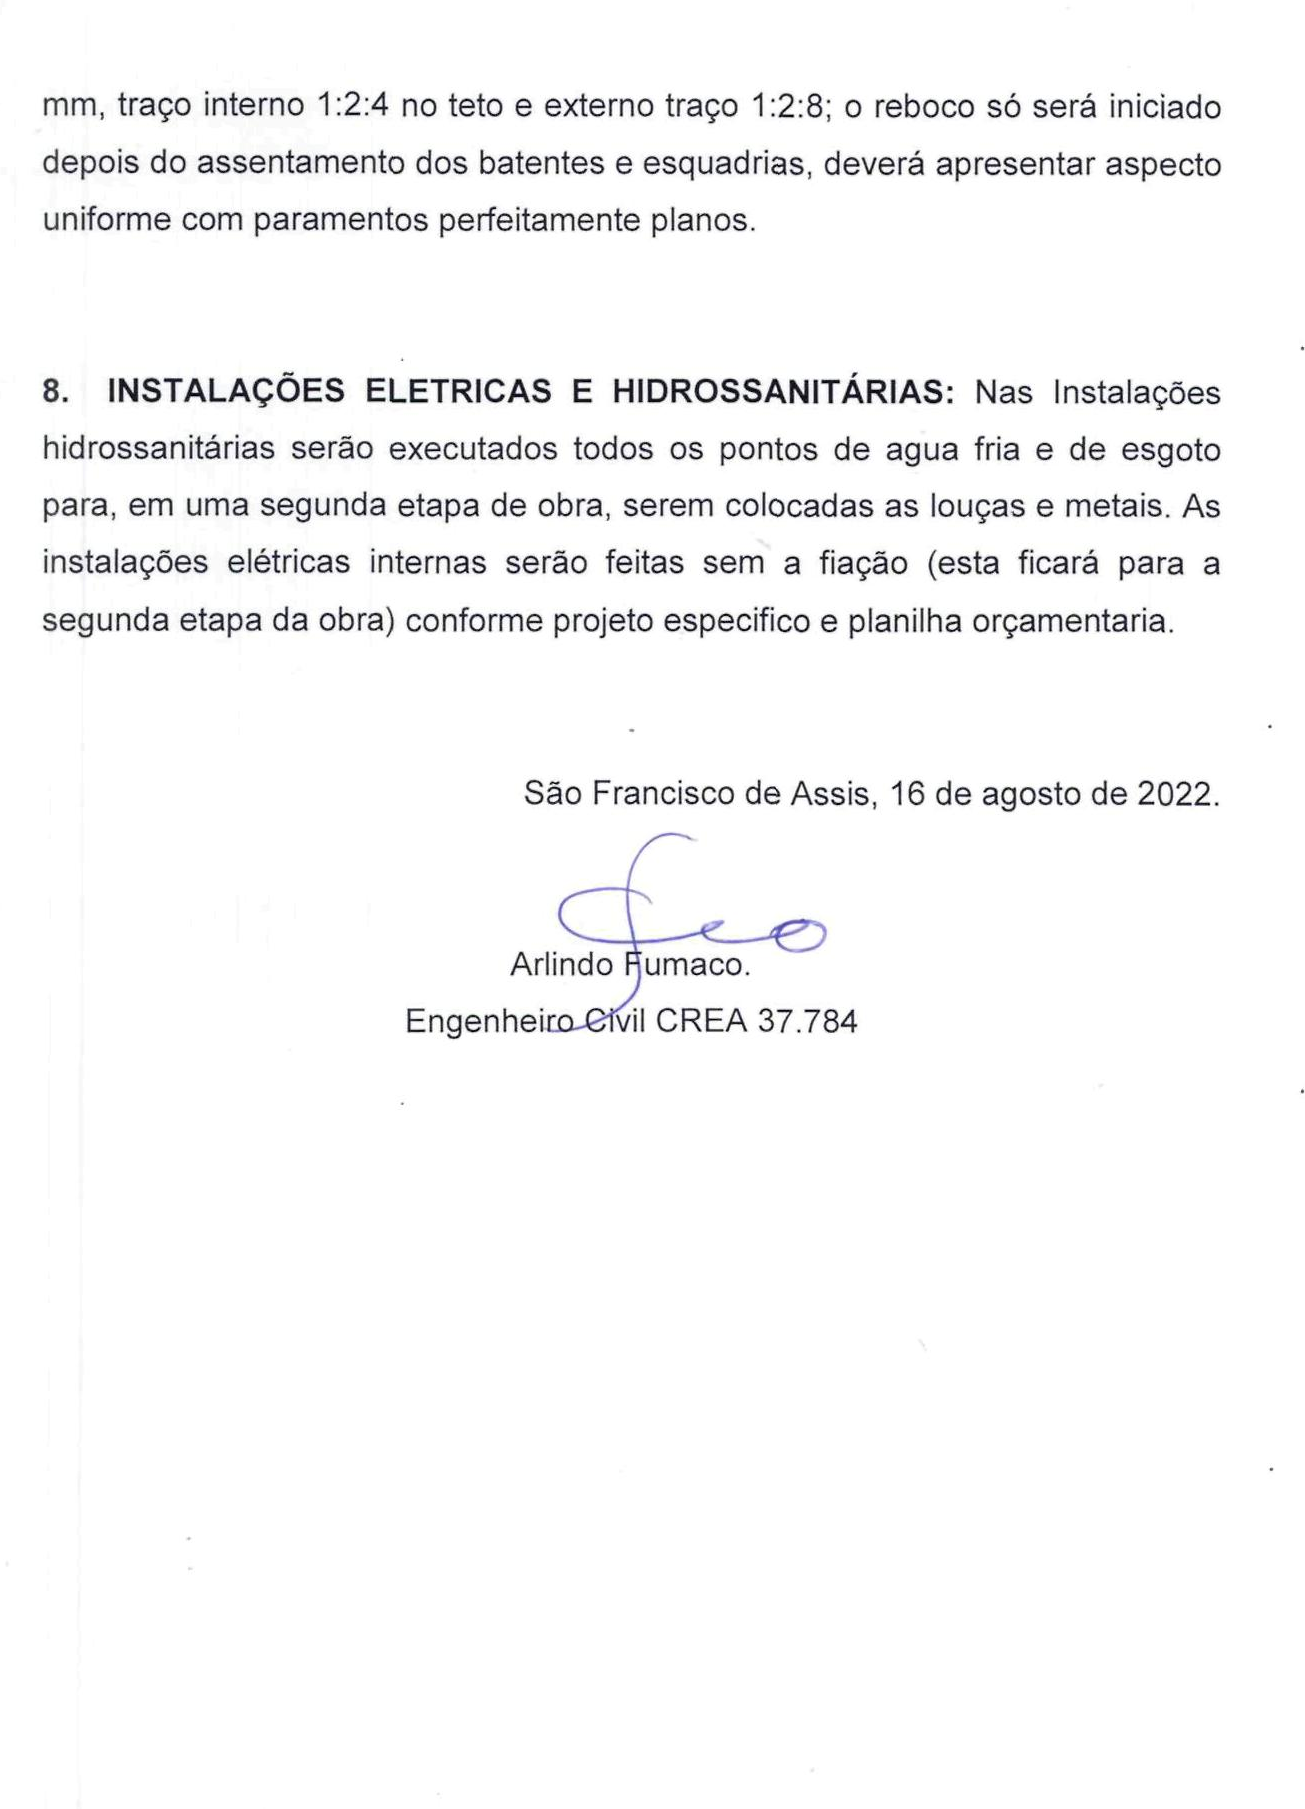 mm, traço interno 1:2:4 no teto e externo traço 1:2:8; o reboco só será iniciado
depois do assentamento dos batentes e esquadrias, deverá apresentar aspecto
uniforme com paramentos perfeitamente planos.
8. INSTALAÇÕES ELETRICAS E HIDROSSANITÁRIAS: Nas Instalações
hidrossanitárias serão executados todos os pontos de agua fria e de esgoto
para, em uma segunda etapa de obra, serem colocadas as louças e metais. As
instalações elétricas internas serão feitas sem a fiação (esta ficará para a
segunda etapa da obra) conforme projeto especifico e planilha orçamentaria.
São Francisco de Assis, 16 de agosto de 2022.
Arlindo Fumaco.
Engenheiro Civil CREA 37.784